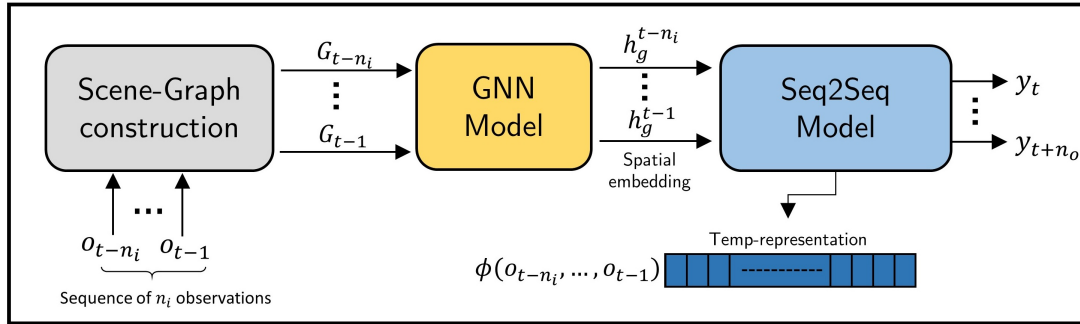 Scene-Graph
construction
G_{t-n_i}
⋮
G_{t-1}
GNN
Model
h_g^{t-n_i}
⋮
h_g^{t-1}
Spatial
embedding
Seq2Seq
Model
y_t
⋮
y_{t+n_o}
...
o_{t-n_i} o_{t-1}
Sequence of n_i observations
Temp-representation
ϕ(o_{t-n_i}, ..., o_{t-1})